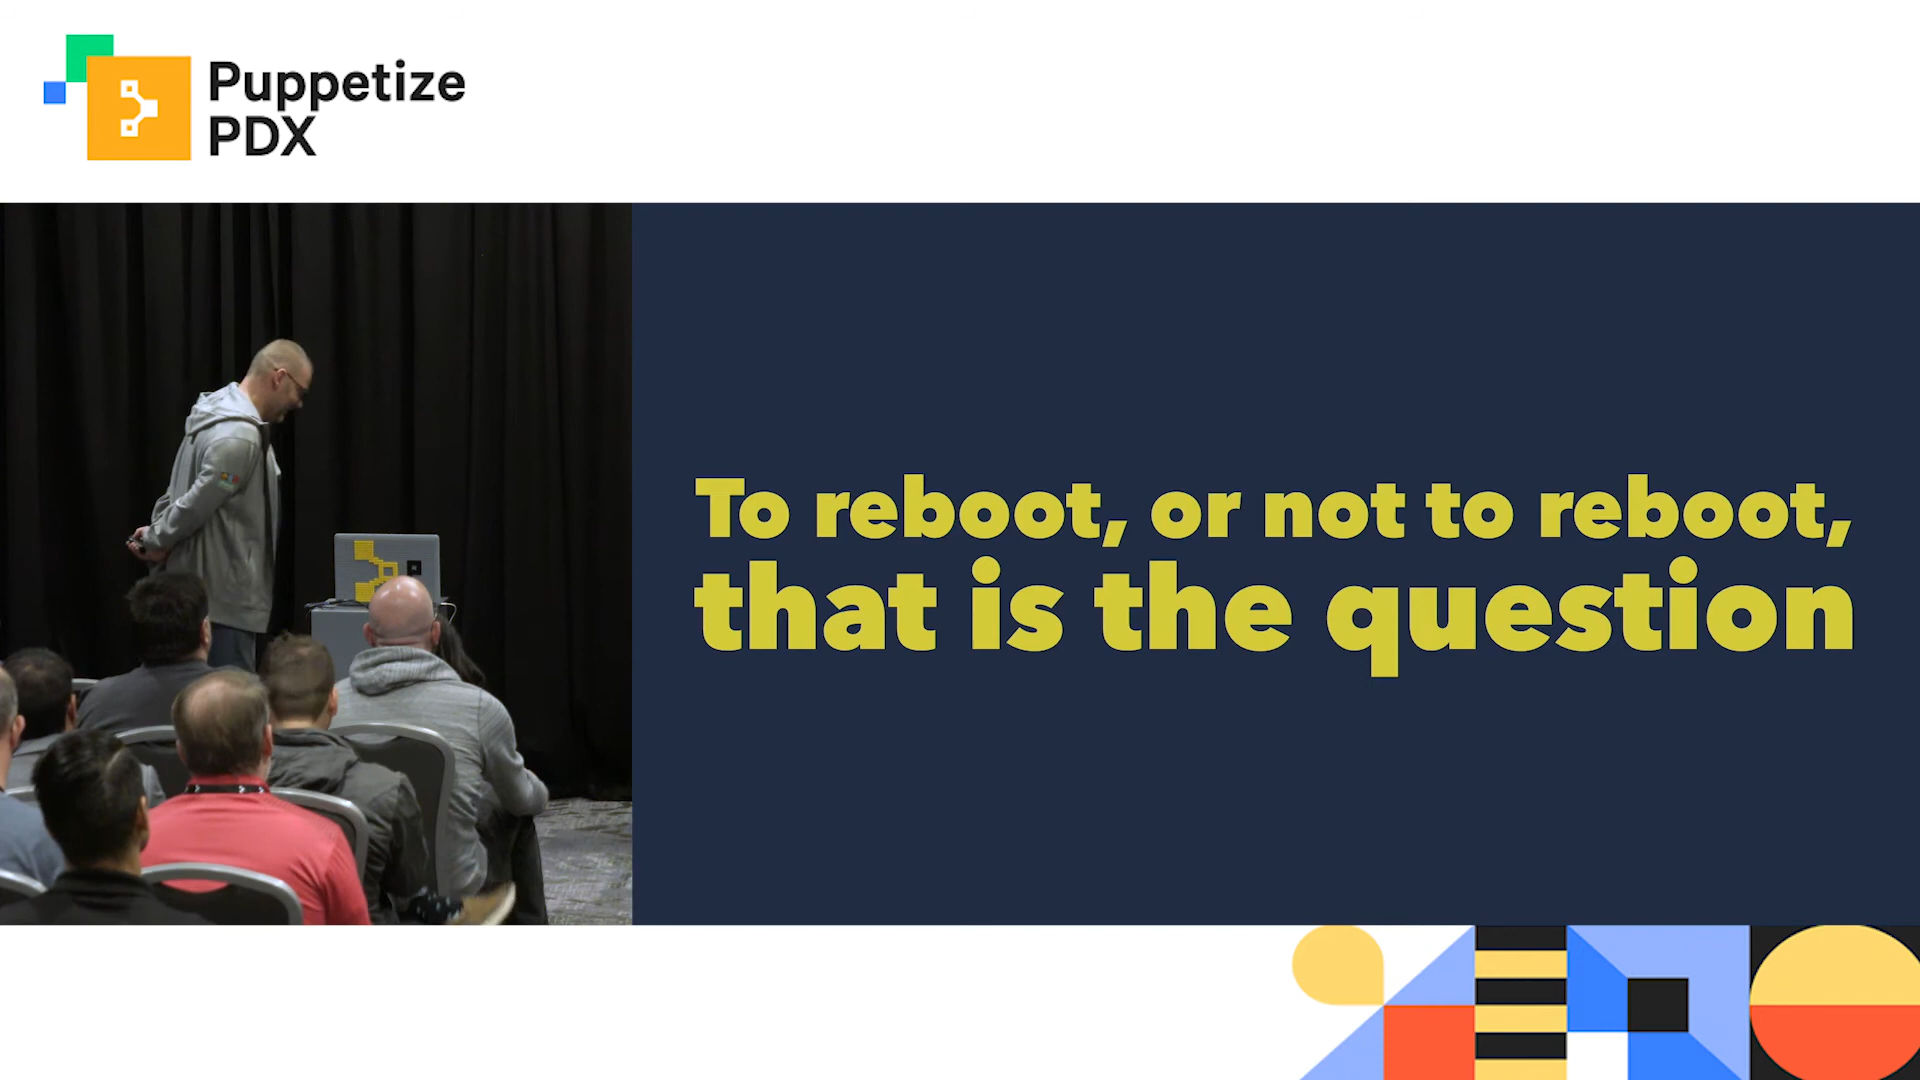 Puppetize
PDX
To reboot, or not to reboot,
that is the question